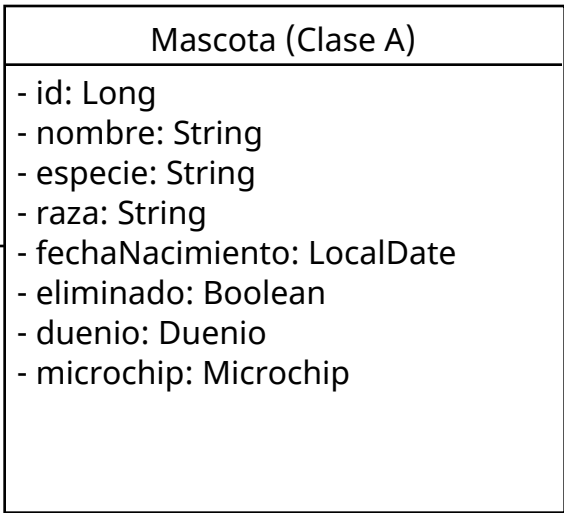 Mascota (Clase A)
- id: Long
- nombre: String
- especie: String
- raza: String
- fechaNacimiento: LocalDate
- eliminado: Boolean
- duenio: Duenio
- microchip: Microchip